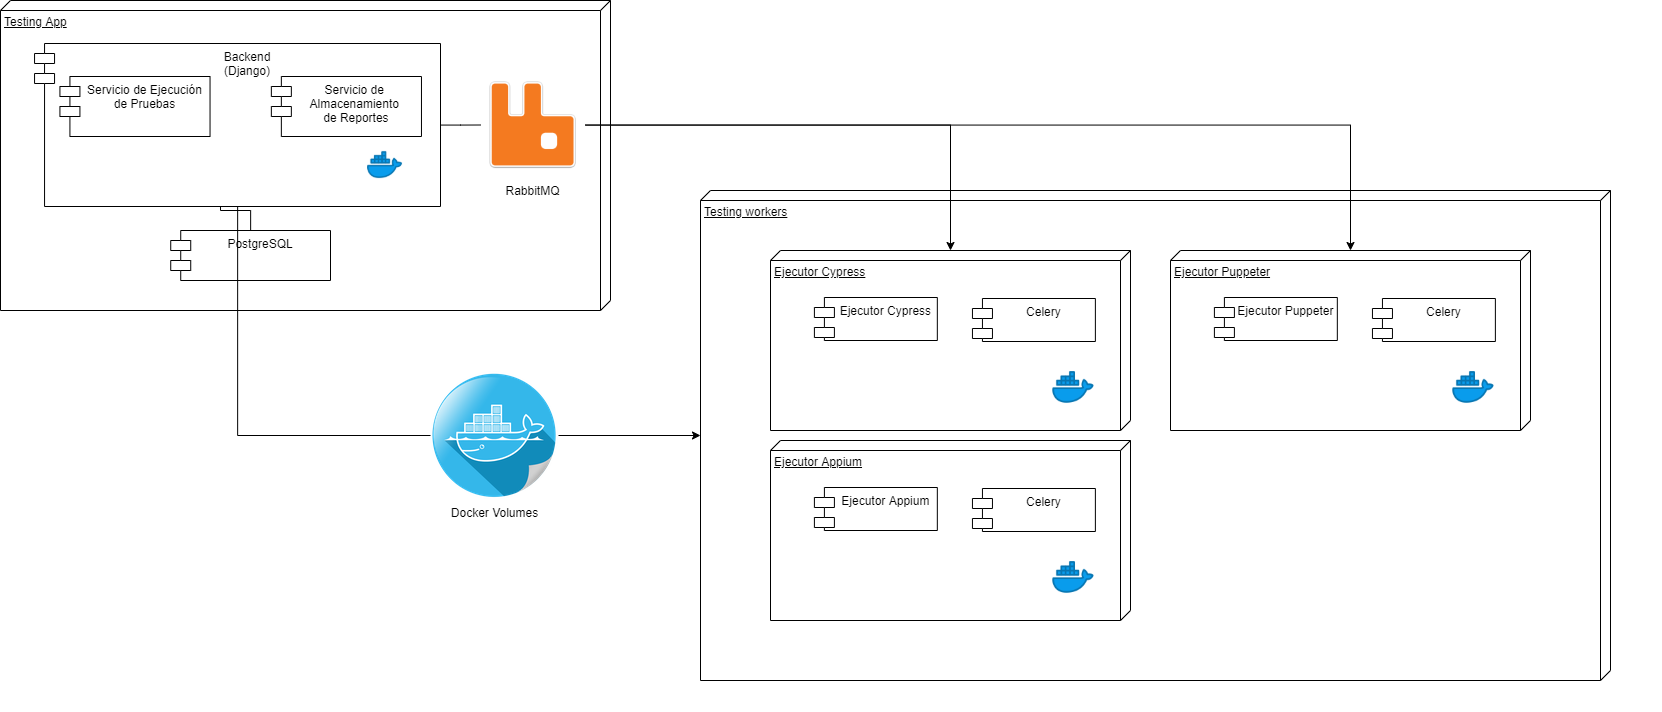 Testing App
Backend
(Django)
Servicio de Ejecución
de Pruebas
Servicio de
Almacenamiento
de Reportes
RabbitMQ
PostgreSQL
Docker Volumes
Testing workers
Ejecutor Cypress
Ejecutor Cypress
Celery
Ejecutor Puppeter
Ejecutor Puppeter
Celery
Ejecutor Appium
Ejecutor Appium
Celery